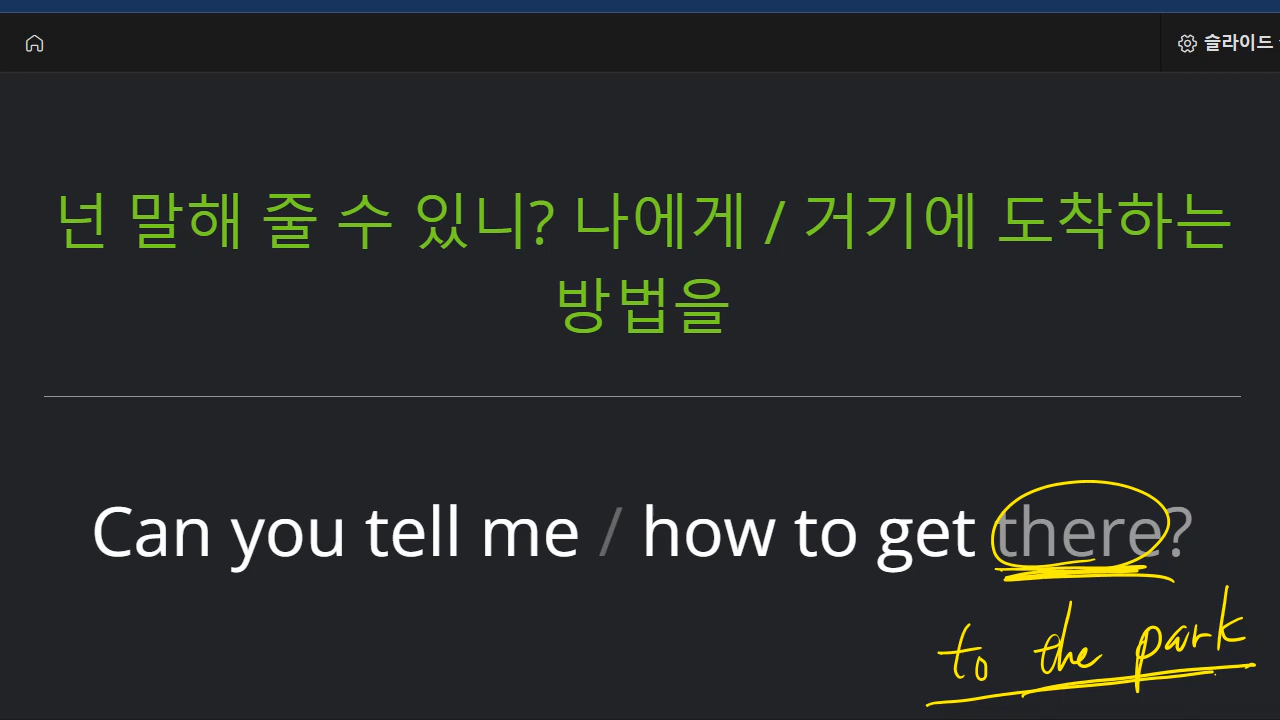 슬라이드
넌 말해 줄 수 있니? 나에게 / 거기에 도착하는
방법을
Can you tell me / how to get there?
to the park